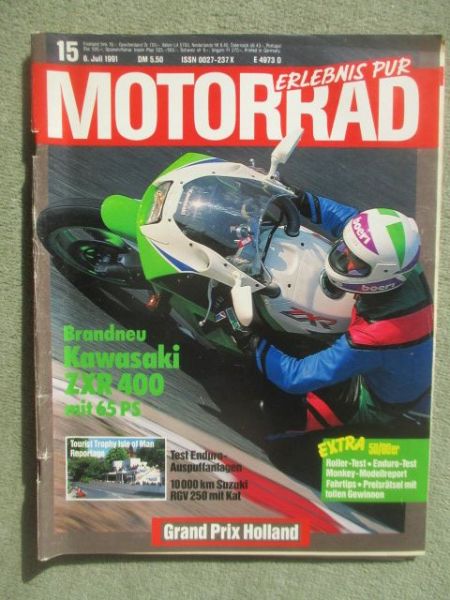 15
6. Juli 1991
DM 5.50
ISSN 0027-237 X
E 4973 D
ERLEBNIS PUR
MOTORRAD
boeri
boeri
ZXR
Brandneu
Kawasaki
ZXR 400
mit 65 PS
Tourist Trophy Isle of Man
Reportage
Test Enduro-
Auspuffanlagen
10 000 km Suzuki
RGV 250 mit Kat
EXTRA 50/80er
Roller-Test • Enduro-Test
Monkey-Modellreport
Fahrtips • Preisrätsel mit
tollen Gewinnen
Grand Prix Holland